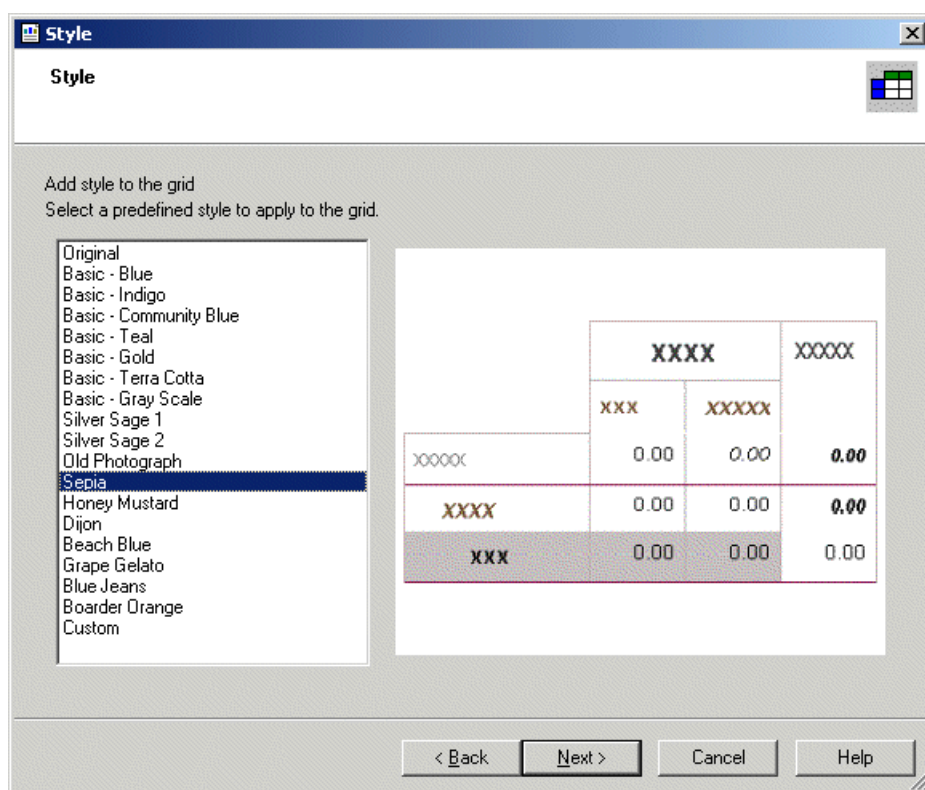 Style
Style
Add style to the grid
Select a predefined style to apply to the grid.
Original
Basic - Blue
Basic - Indigo
Basic - Community Blue
Basic - Teal
Basic - Gold
Basic - Terra Cotta
Basic - Gray Scale
Silver Sage 1
Silver Sage 2
Old Photograph
Sepia
Honey Mustard
Dijon
Beach Blue
Grape Gelato
Blue Jeans
Boarder Orange
Custom
XXXX XXXXX
XXX XXXXX
XXXXX 0.00 0.00 0.00
XXXX 0.00 0.00 0.00
XXX 0.00 0.00 0.00
< Back Next > Cancel Help